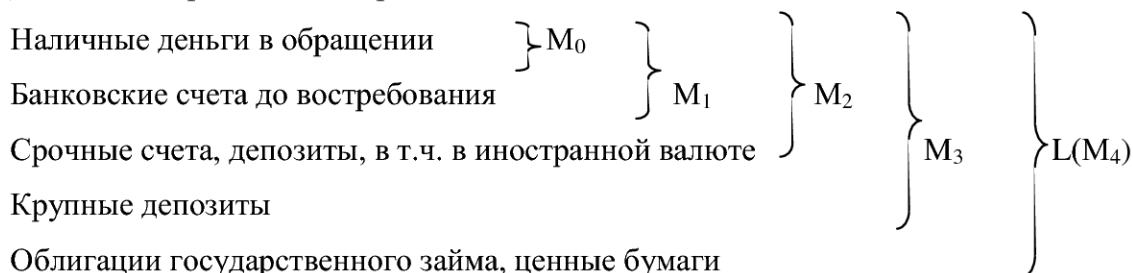 Наличные деньги в обращении M₀
Банковские счета до востребования M₁ M₂
Срочные счета, депозиты, в т.ч. в иностранной валюте M₃ L(M₄)
Крупные депозиты
Облигации государственного займа, ценные бумаги